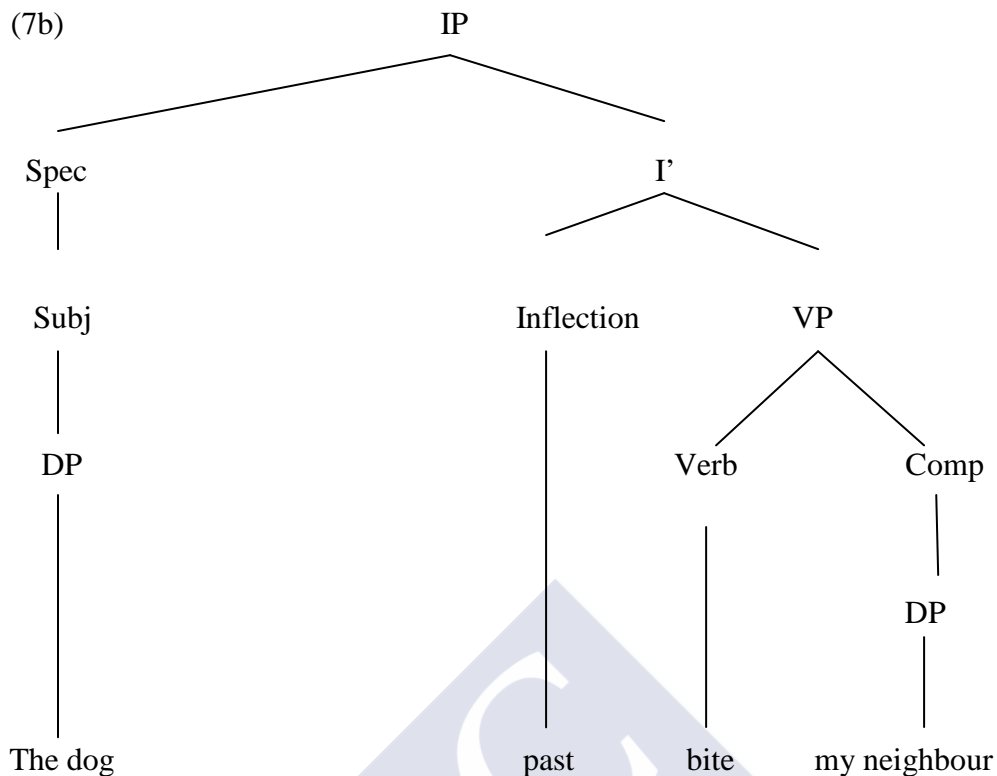 (7b) IP
Spec I’
Subj Inflection VP
DP Verb Comp
DP
The dog past bite my neighbour